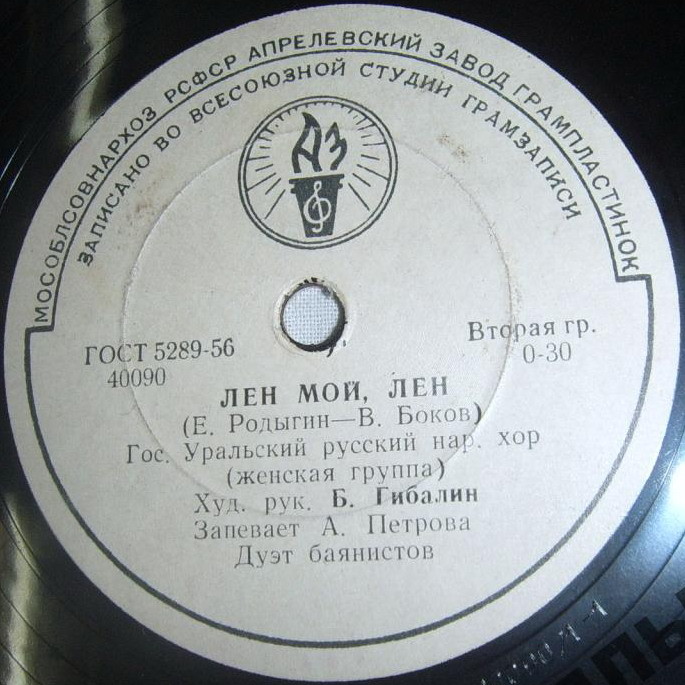 МОСОБЛСОВНАРХОЗ РСФСР АПРЕЛЕВСКИЙ ЗАВОД ГРАМПЛАСТИНОК
ЗАПИСАНО ВО ВСЕСОЮЗНОЙ СТУДИИ ГРАМЗАПИСИ
АЗ
ГОСТ 5289-56
40090
Вторая гр.
0-30
ЛЕН МОЙ, ЛЕН
(Е. Родыгин—В. Боков)
Гос. Уральский русский нар. хор
(женская группа)
Худ. рук. Б. Гибалин
Запевает А. Петрова
Дуэт баянистов